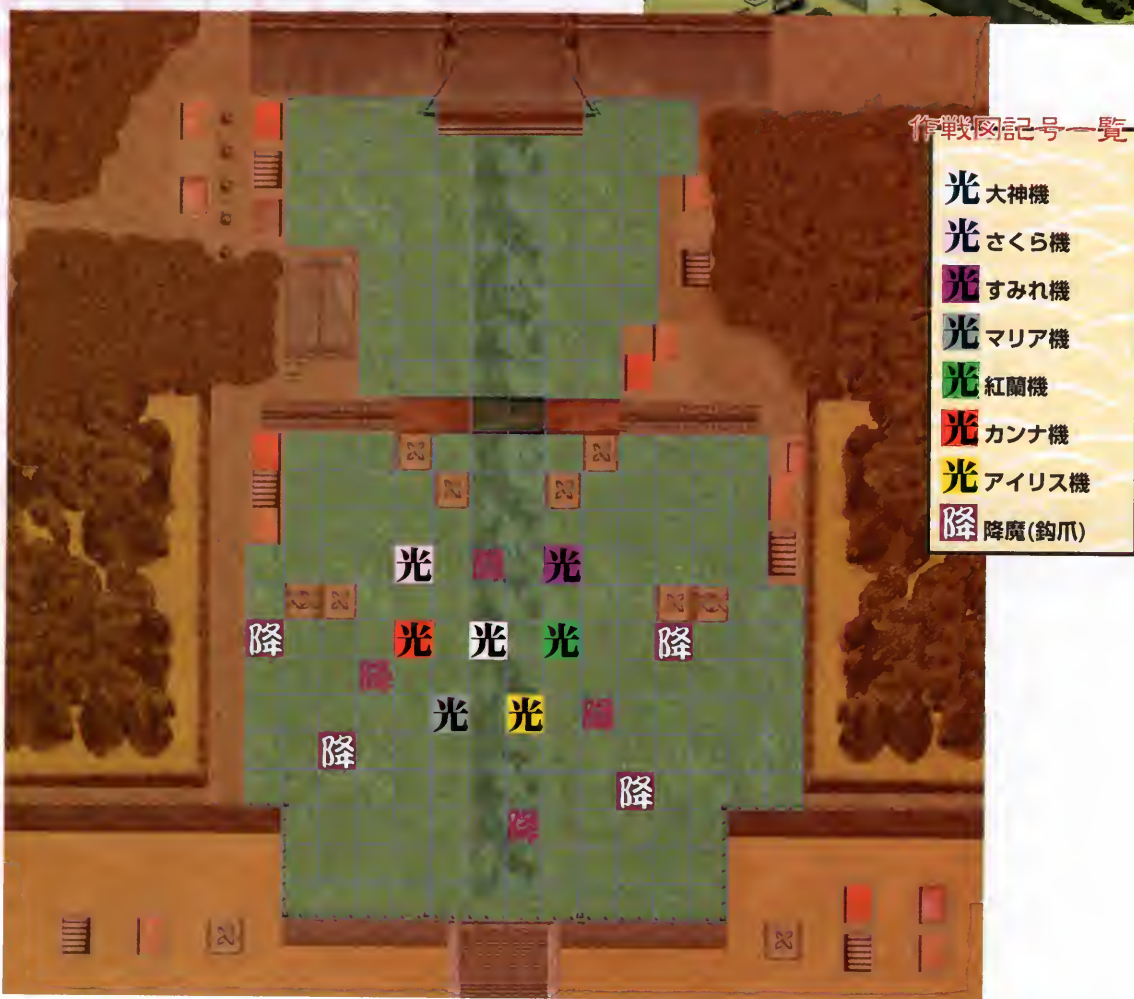 作戦図記号一覧
光 大神機
光 さくら機
光 すみれ機
光 マリア機
光 紅蘭機
光 カンナ機
光 アイリス機
降 降魔(鈎爪)
光 降 光
降 光 光 光 降
降
光 光 降
降
降
降